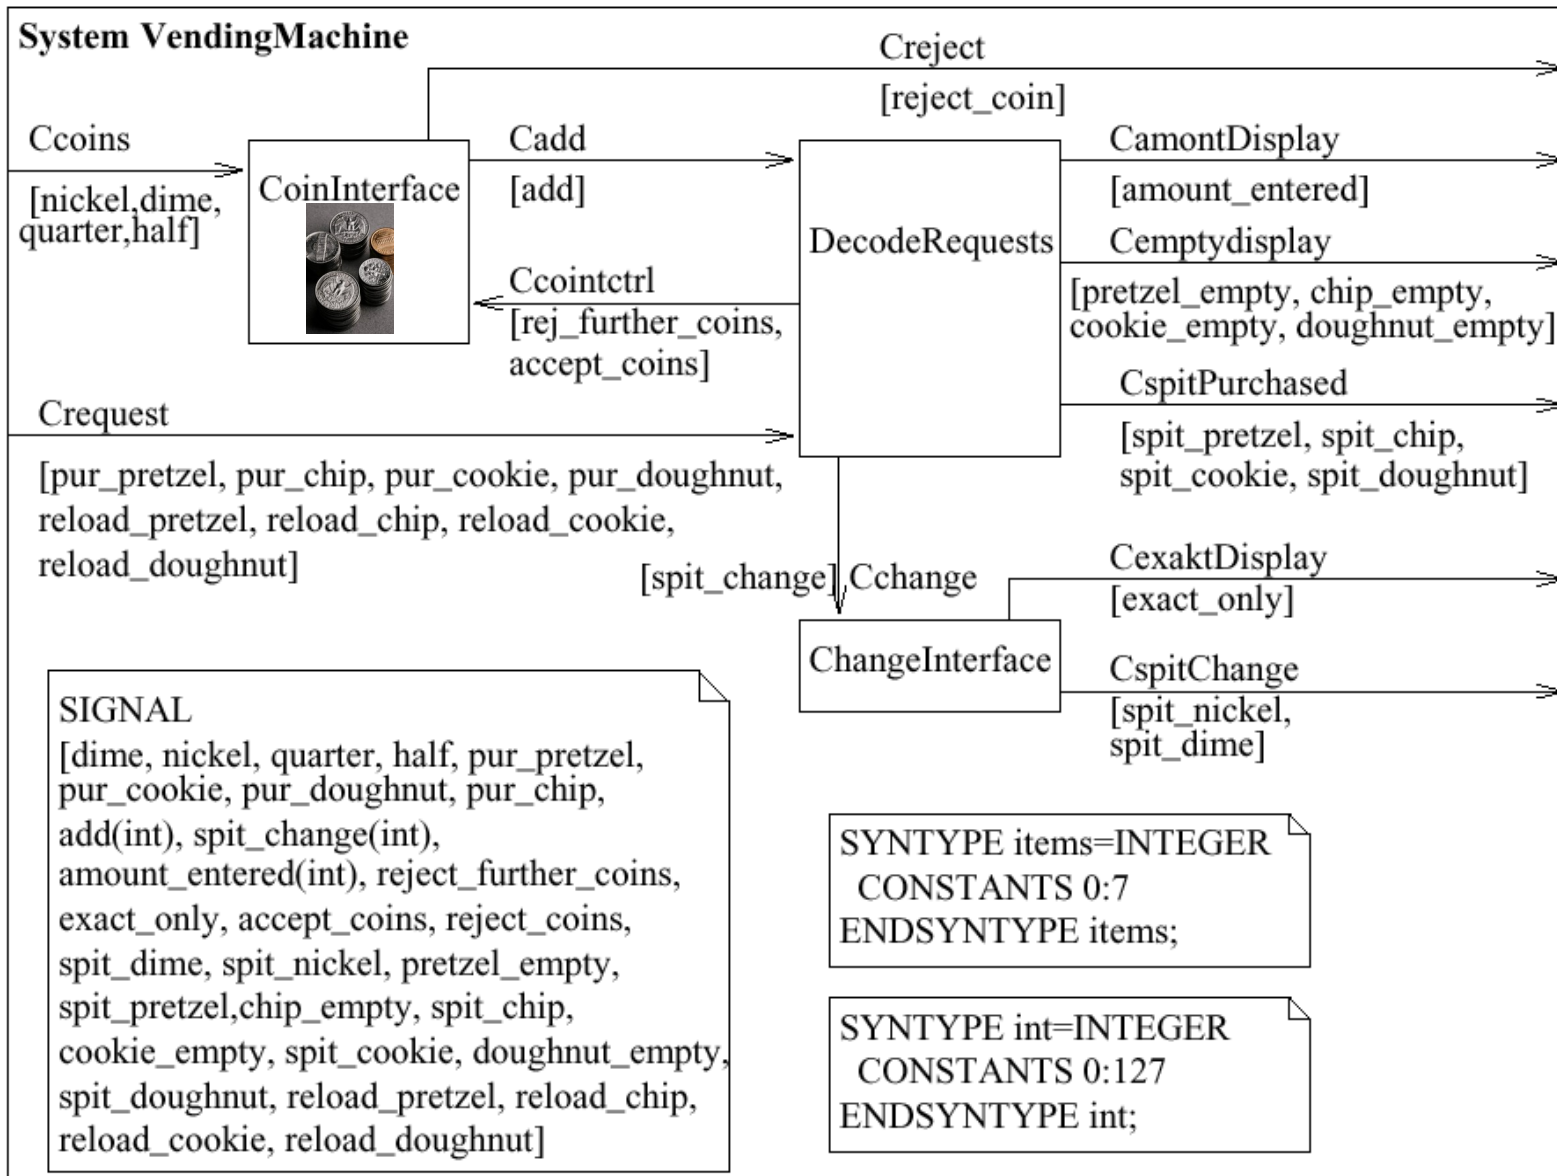 System VendingMachine
Creject
[reject_coin]
Ccoins
[nickel,dime,
quarter,half]
CoinInterface
Cadd
[add]
Ccointctrl
[rej_further_coins,
accept_coins]
DecodeRequests
CamontDisplay
[amount_entered]
Cemptydisplay
[pretzel_empty, chip_empty,
cookie_empty, doughnut_empty]
CspitPurchased
[spit_pretzel, spit_chip,
spit_cookie, spit_doughnut]
Crequest
[pur_pretzel, pur_chip, pur_cookie, pur_doughnut,
reload_pretzel, reload_chip, reload_cookie,
reload_doughnut]
[spit_change] Cchange
CexaktDisplay
[exact_only]
ChangeInterface
CspitChange
[spit_nickel,
spit_dime]
SIGNAL
[dime, nickel, quarter, half, pur_pretzel,
pur_cookie, pur_doughnut, pur_chip,
add(int), spit_change(int),
amount_entered(int), reject_further_coins,
exact_only, accept_coins, reject_coins,
spit_dime, spit_nickel, pretzel_empty,
spit_pretzel,chip_empty, spit_chip,
cookie_empty, spit_cookie, doughnut_empty,
spit_doughnut, reload_pretzel, reload_chip,
reload_cookie, reload_doughnut]
SYNTYPE items=INTEGER
CONSTANTS 0:7
ENDSYNTYPE items;
SYNTYPE int=INTEGER
CONSTANTS 0:127
ENDSYNTYPE int;